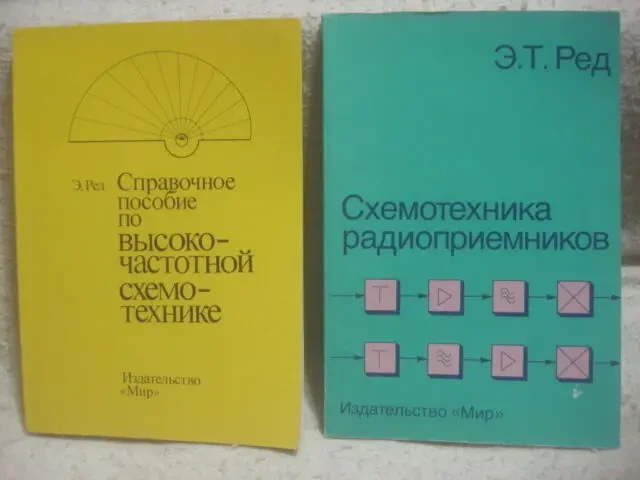 Э. Ред Справочное
пособие
по
высоко-
частотной
схемо-
технике
Издательство
«Мир»
Э.Т. Ред
Схемотехника
радиоприемников
T
T
Издательство «Мир»